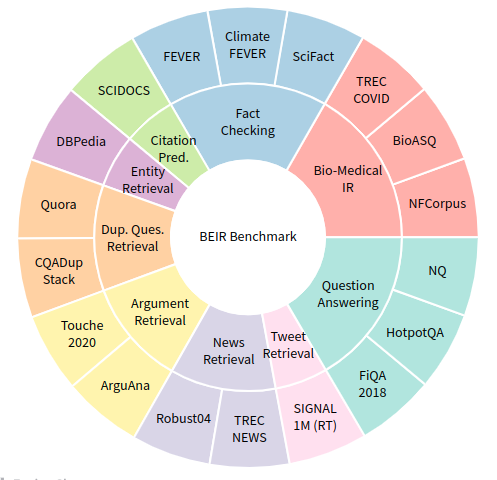 Climate
FEVER
FEVER
SciFact
TREC
COVID
BioASQ
NFCorpus
NQ
HotpotQA
FiQA
2018
SIGNAL
1M (RT)
TREC
NEWS
Robust04
ArguAna
Touche
2020
CQADup
Stack
Quora
DBPedia
SCIDOCS
Fact
Checking
Bio-Medical
IR
Question
Answering
Tweet
Retrieval
News
Retrieval
Argument
Retrieval
Dup. Ques.
Retrieval
Entity
Retrieval
Citation
Pred.
BEIR Benchmark